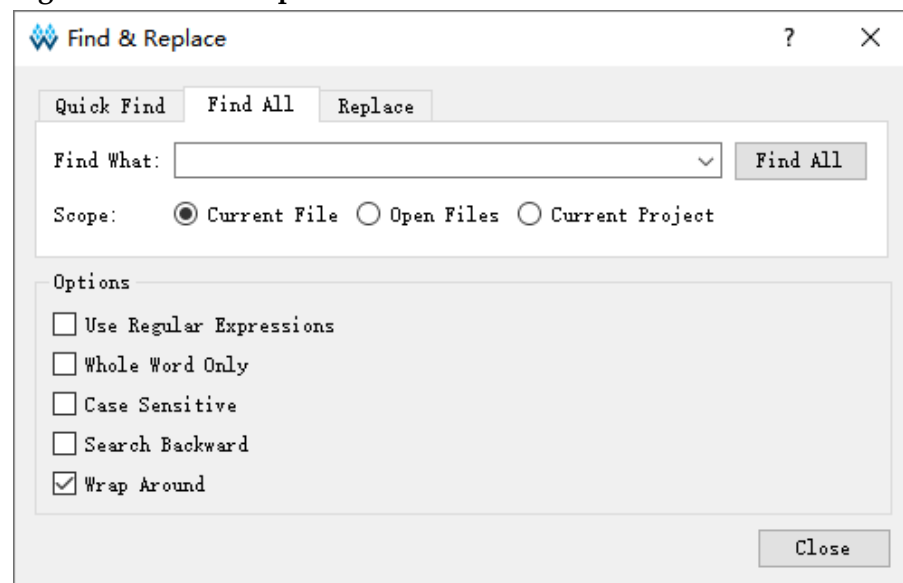 Find & Replace ?
Quick Find Find All Replace
Find What: Find All
Scope: Current File Open Files Current Project
Options
Use Regular Expressions
Whole Word Only
Case Sensitive
Search Backward
Wrap Around
Close